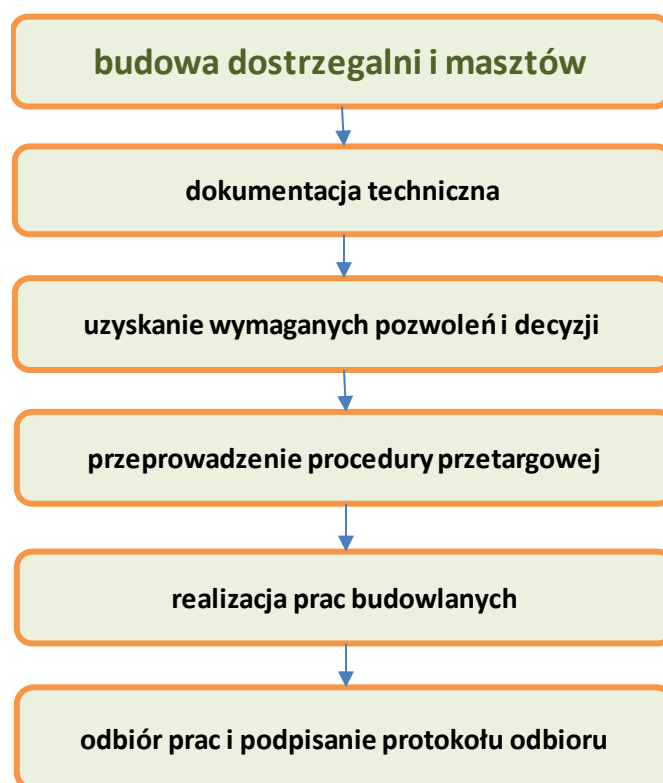 budowa dostrzegalni i masztów
dokumentacja techniczna
uzyskanie wymaganych pozwoleń i decyzji
przeprowadzenie procedury przetargowej
realizacja prac budowlanych
odbiór prac i podpisanie protokołu odbioru